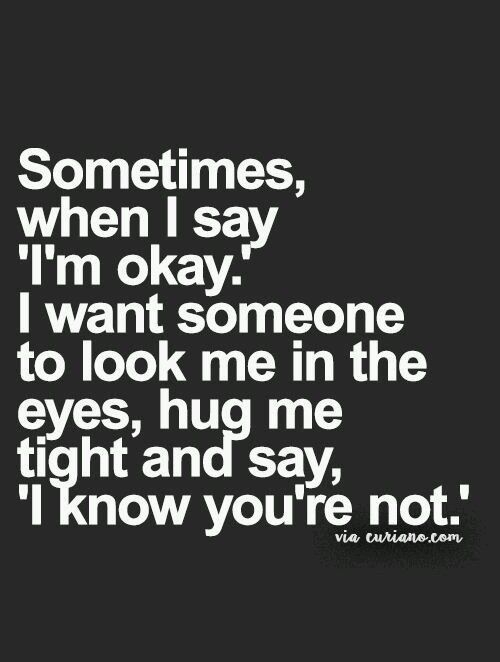 Sometimes,
when I say
'I'm okay.'
I want someone
to look me in the
eyes, hug me
tight and say,
'I know you're not.'
via curiano.com